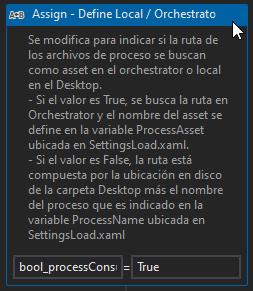 A+B Assign - Define Local / Orchestrato
Se modifica para indicar si la ruta de
los archivos de proceso se buscan
como asset en el orchestrator o local
en el Desktop.
- Si el valor es True, se busca la ruta en
Orchestrator y el nombre del asset se
define en la variable ProcessAsset
ubicada en SettingsLoad.xaml.
- Si el valor es False, la ruta está
compuesta por la ubicación en disco
de la carpeta Desktop más el nombre
del proceso que es indicado en la
variable ProcessName ubicada en
SettingsLoad.xaml
bool_processConsu = True